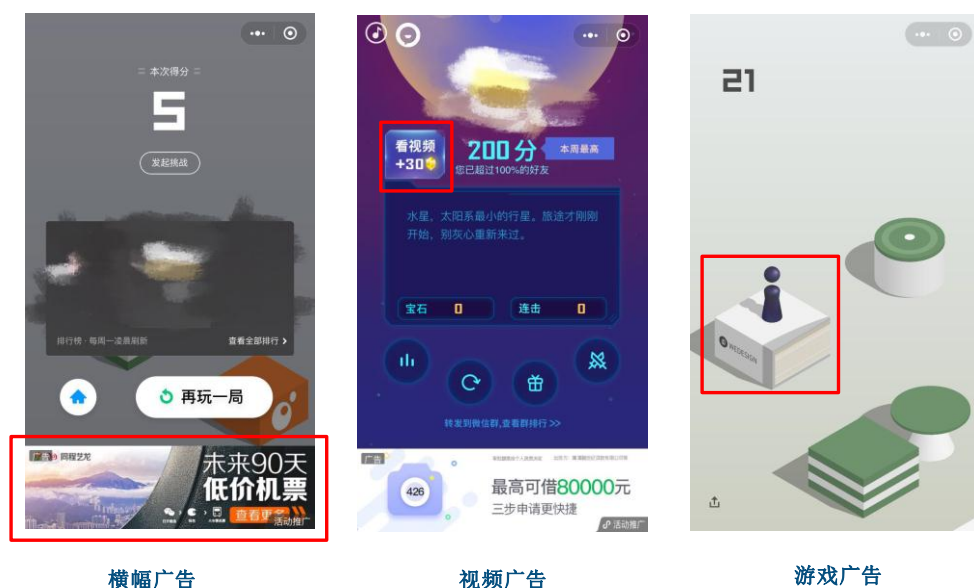 本次得分
5
发起挑战
排行榜·每周一凌晨刷新
查看全部排行 >
再玩一局
广告
同程艺龙
未来90天
低价机票
活动推广
横幅广告
看视频
+30
200分
本周最高
您已超过100%的好友
水星，太阳系最小的行星。旅途才刚刚
开始，别灰心重新来过。
宝石 0
连击 0
转发到微信群,查看群排行>>
广告
426
最高可借80000元
三步申请更快捷
活动推广
视频广告
21
WEDESIGN
游戏广告